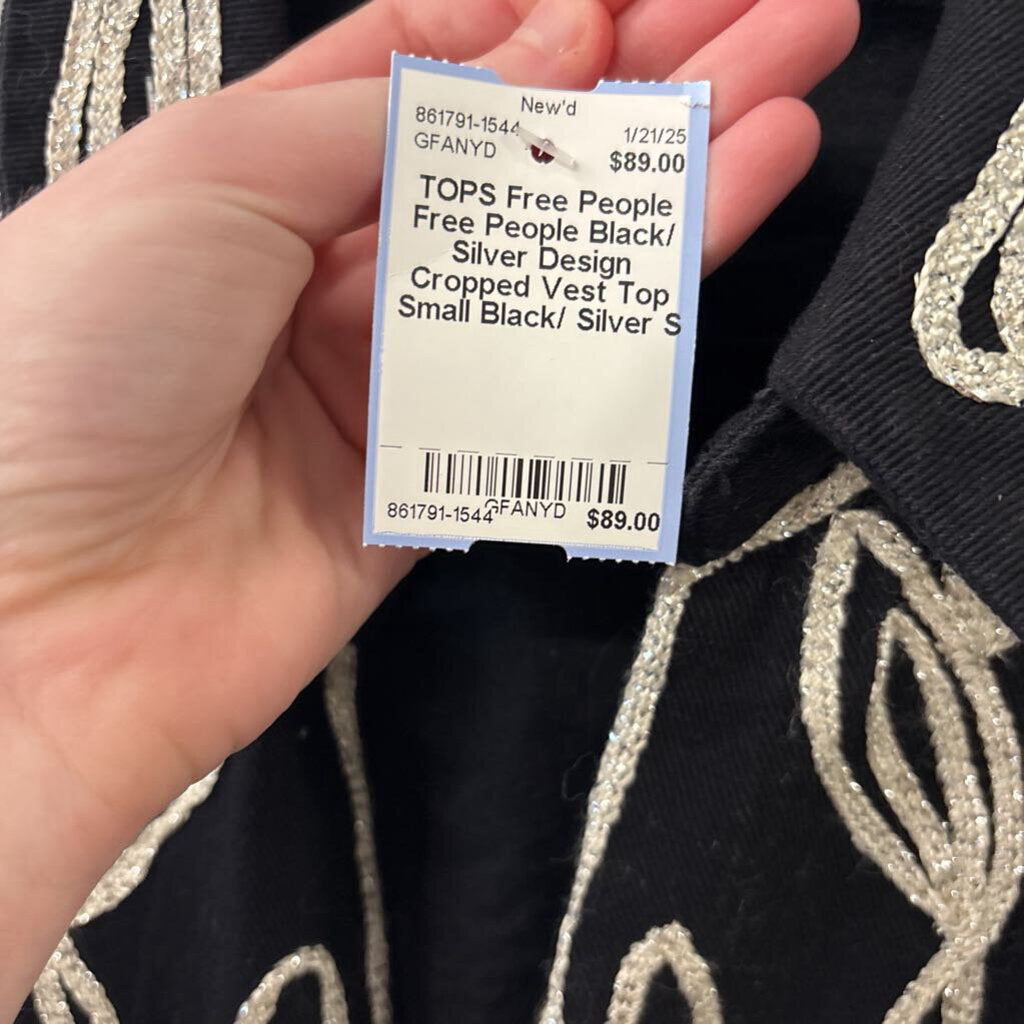 New'd
861791-1544 1/21/25
GFANYD $89.00
TOPS Free People
Free People Black/
Silver Design
Cropped Vest Top
Small Black/ Silver S
861791-1544 GFANYD $89.00